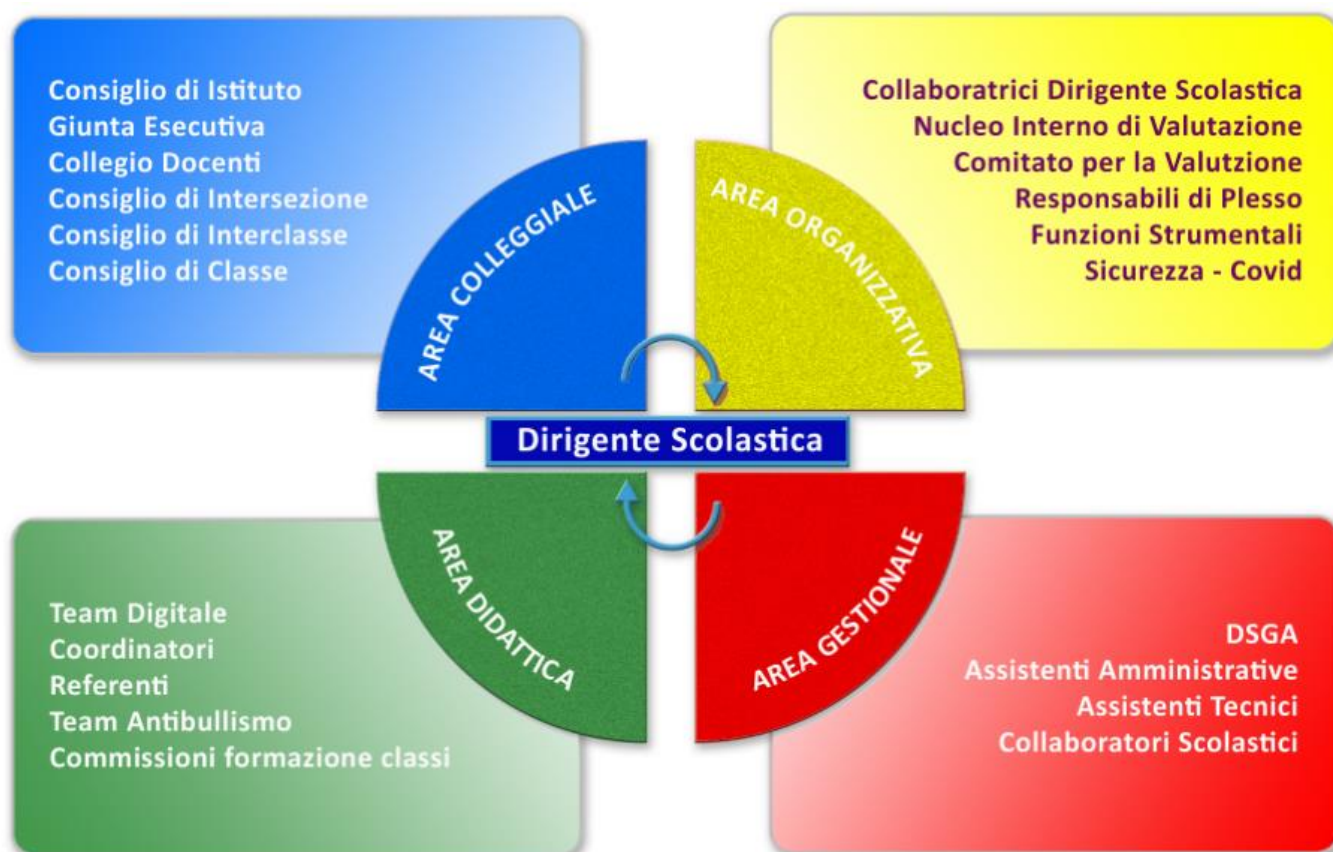 Consiglio di Istituto
Giunta Esecutiva
Collegio Docenti
Consiglio di Intersezione
Consiglio di Interclasse
Consiglio di Classe
AREA COLLEGGIALE
Collaboratrici Dirigente Scolastica
Nucleo Interno di Valutazione
Comitato per la Valutzione
Responsabili di Plesso
Funzioni Strumentali
Sicurezza - Covid
AREA ORGANIZZATIVA
Dirigente Scolastica
Team Digitale
Coordinatori
Referenti
Team Antibullismo
Commissioni formazione classi
AREA DIDATTICA
AREA GESTIONALE
DSGA
Assistenti Amministrative
Assistenti Tecnici
Collaboratori Scolastici